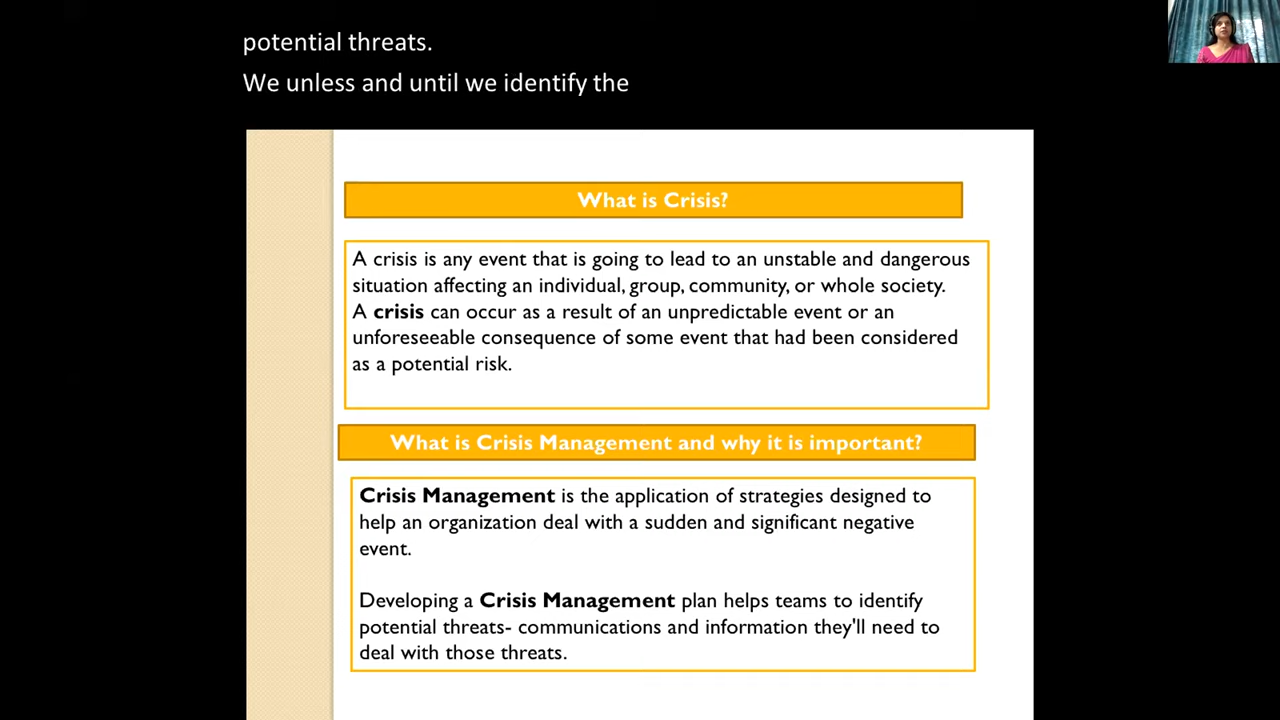 potential threats.
We unless and until we identify the
What is Crisis?
A crisis is any event that is going to lead to an unstable and dangerous
situation affecting an individual, group, community, or whole society.
A crisis can occur as a result of an unpredictable event or an
unforeseeable consequence of some event that had been considered
as a potential risk.
What is Crisis Management and why it is important?
Crisis Management is the application of strategies designed to
help an organization deal with a sudden and significant negative
event.
Developing a Crisis Management plan helps teams to identify
potential threats- communications and information they'll need to
deal with those threats.